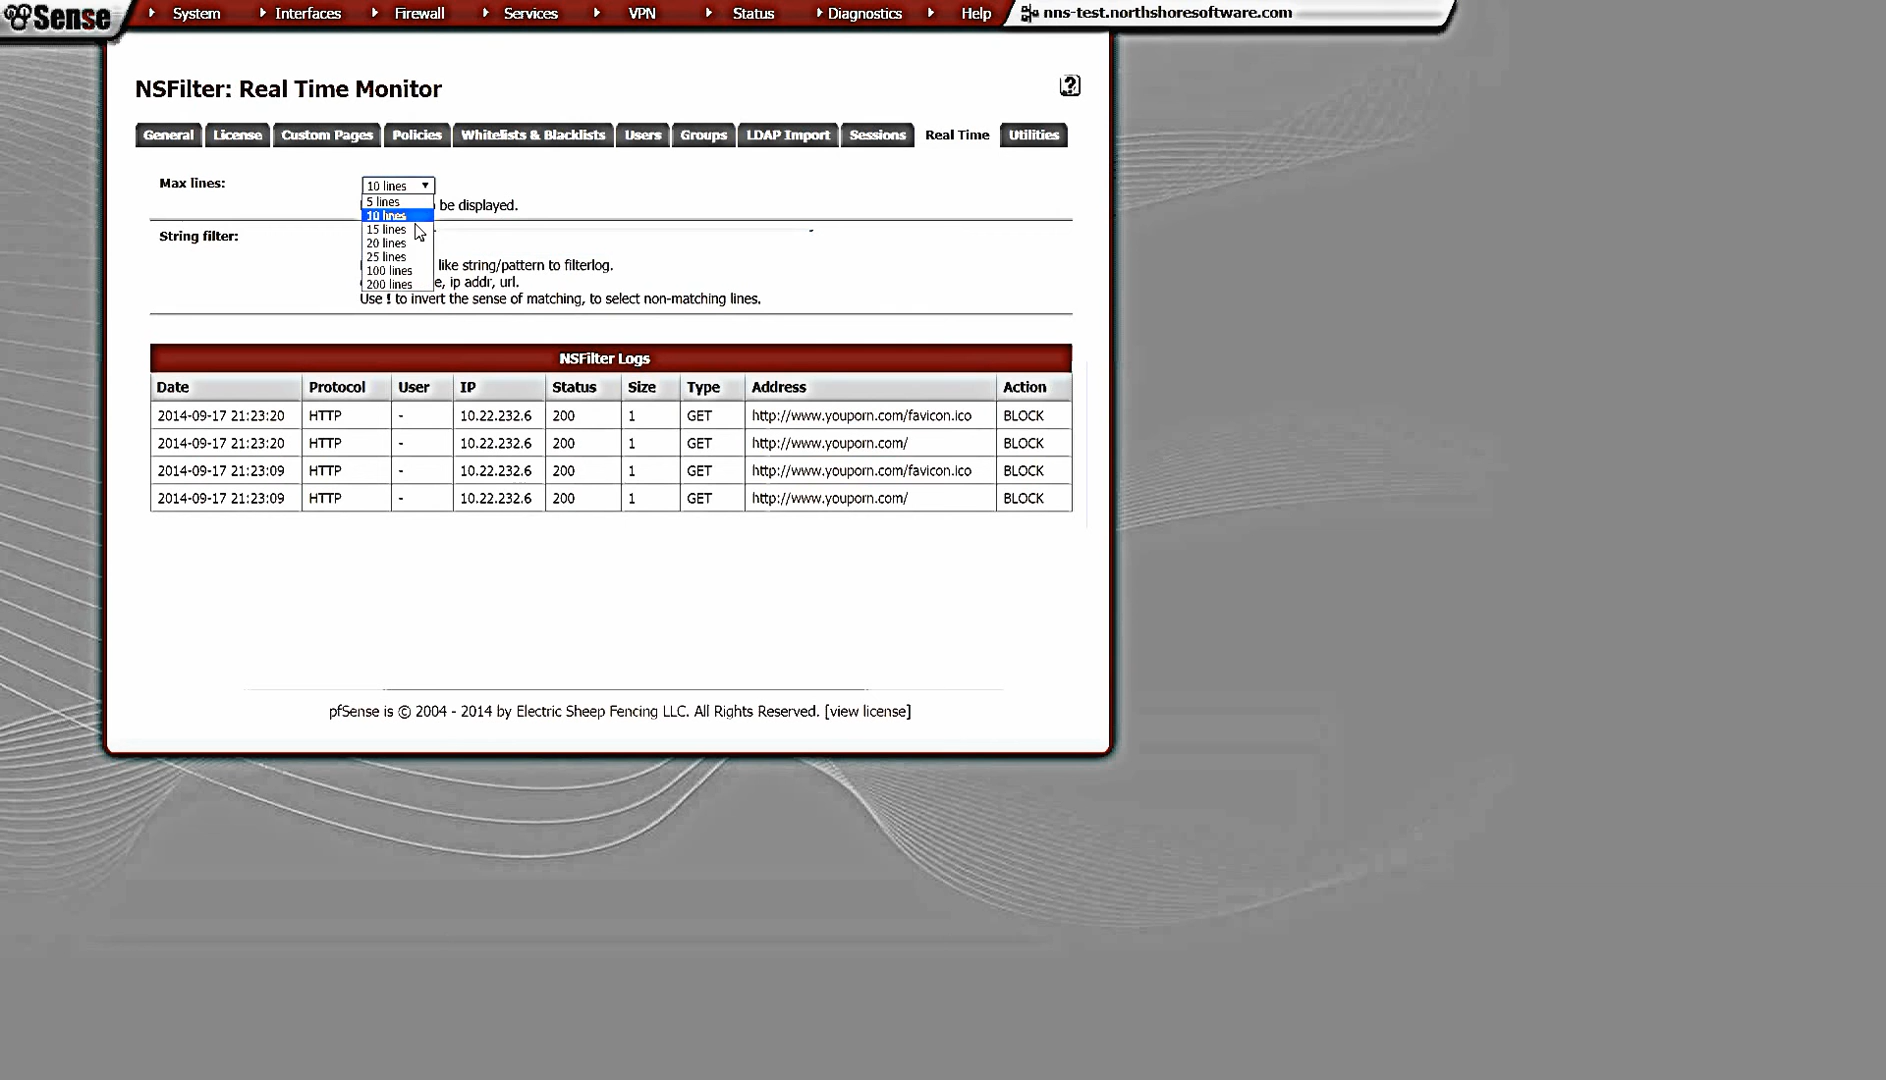 Sense System Interfaces Firewall Services VPN Status Diagnostics Help nns-test.northshoresoftware.com
NSFilter: Real Time Monitor ?
General License Custom Pages Policies Whitelists & Blacklists Users Groups LDAP Import Sessions Real Time Utilities
Max lines: 10 lines
5 lines
be displayed.
10 lines
15 lines
String filter:
20 lines
25 lines
like string/pattern to filterlog.
100 lines
e, ip addr, url.
200 lines
Use ! to invert the sense of matching, to select non-matching lines.
NSFilter Logs
Date Protocol User IP Status Size Type Address Action
2014-09-17 21:23:20 HTTP - 10.22.232.6 200 1 GET http://www.youporn.com/favicon.ico BLOCK
2014-09-17 21:23:20 HTTP - 10.22.232.6 200 1 GET http://www.youporn.com/ BLOCK
2014-09-17 21:23:09 HTTP - 10.22.232.6 200 1 GET http://www.youporn.com/favicon.ico BLOCK
2014-09-17 21:23:09 HTTP - 10.22.232.6 200 1 GET http://www.youporn.com/ BLOCK
pfSense is © 2004 - 2014 by Electric Sheep Fencing LLC. All Rights Reserved. [view license]